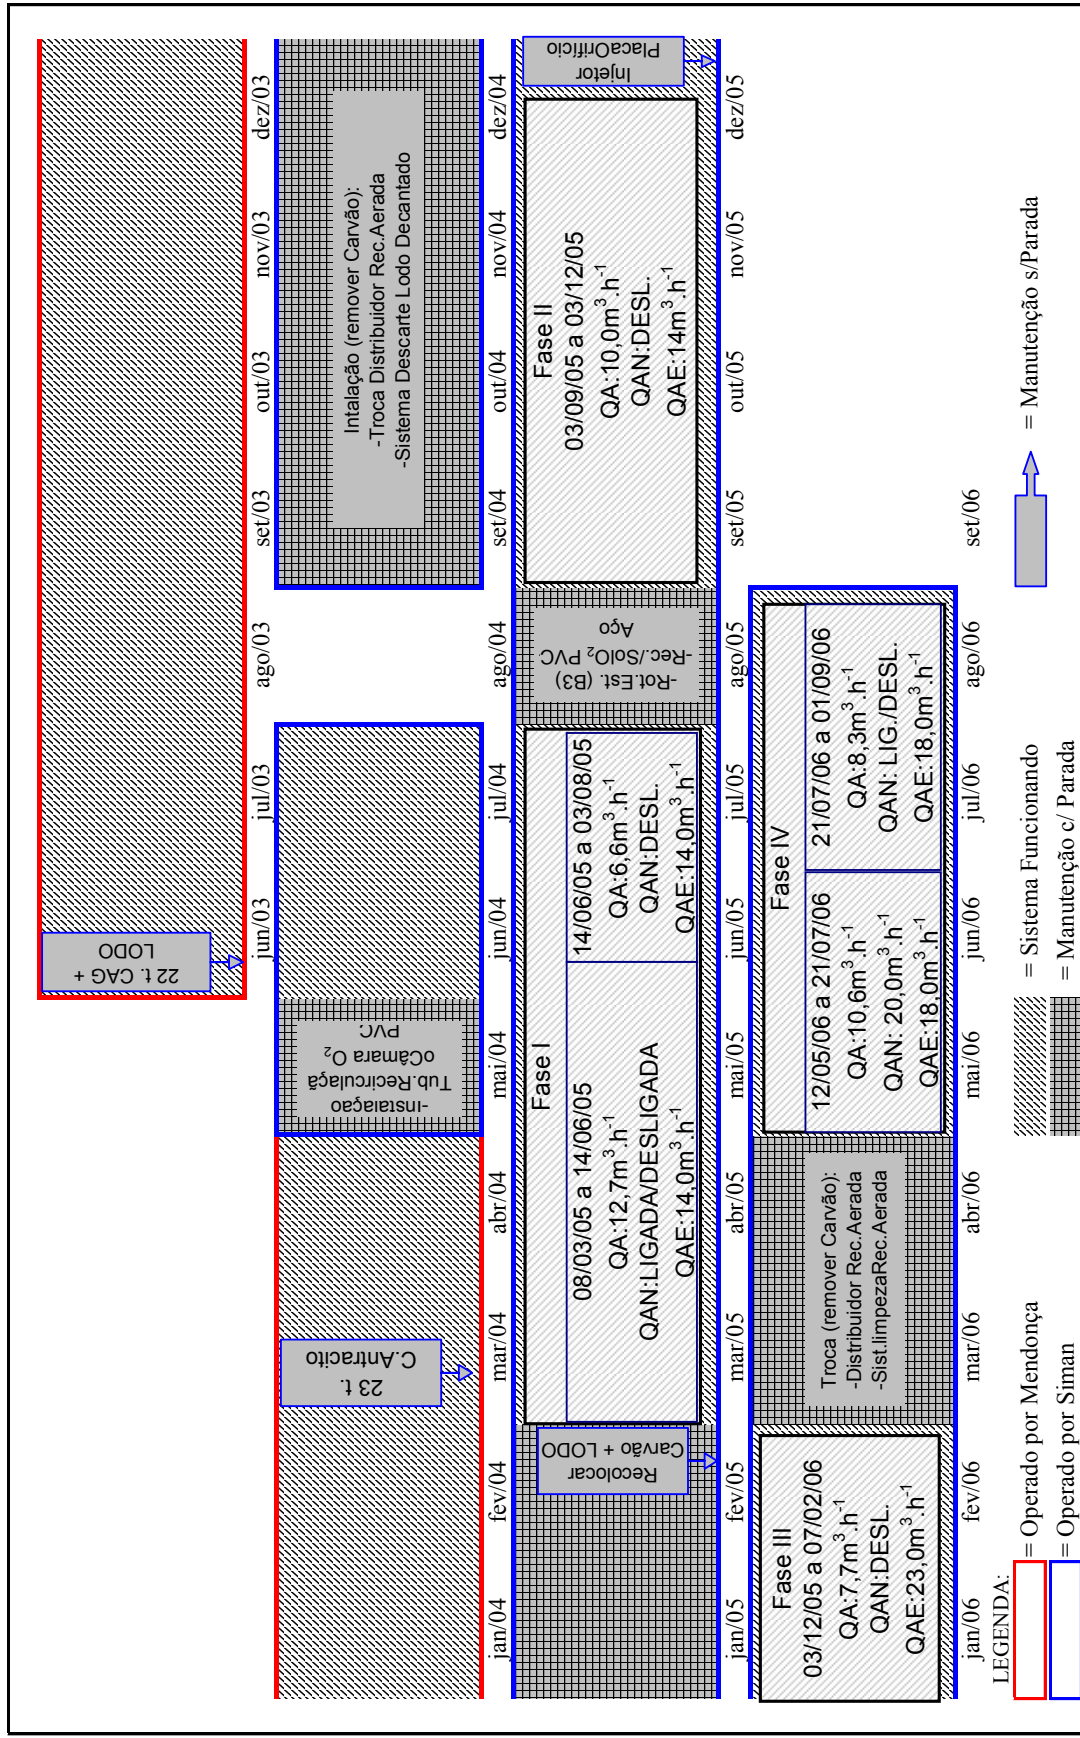 22 t. CAG +
LODO
jun/03
jul/03
ago/03
set/03
out/03
nov/03
dez/03
23 t.
C.Antracito
-Instalação
Tub.Recirculaçã
oCâmara O2
PVC
Intalação (remover Carvão):
-Troca Distribuidor Rec.Aerada
-Sistema Descarte Lodo Decantado
jan/04
fev/04
mar/04
abr/04
mai/04
jun/04
jul/04
ago/04
set/04
out/04
nov/04
dez/04
Recolocar
Carvão + LODO
Fase I
08/03/05 a 14/06/05
QA:12,7m³.h⁻¹
QAN:LIGADA/DESLIGADA
QAE:14,0m³.h⁻¹
14/06/05 a 03/08/05
QA:6,6m³.h⁻¹
QAN:DESL.
QAE:14,0m³.h⁻¹
-Rot.Est. (B3)
-Rec./SolO2 PVC
Aço
Fase II
03/09/05 a 03/12/05
QA:10,0m³.h⁻¹
QAN:DESL.
QAE:14m³.h⁻¹
Injetor
PlacaOrifício
jan/05
fev/05
mar/05
abr/05
mai/05
jun/05
jul/05
ago/05
set/05
out/05
nov/05
dez/05
Fase III
03/12/05 a 07/02/06
QA:7,7m³.h⁻¹
QAN:DESL.
QAE:23,0m³.h⁻¹
Troca (remover Carvão):
-Distribuidor Rec.Aerada
-Sist.limpezaRec.Aerada
Fase IV
12/05/06 a 21/07/06
QA:10,6m³.h⁻¹
QAN: 20,0m³.h⁻¹
QAE:18,0m³.h⁻¹
21/07/06 a 01/09/06
QA:8,3m³.h⁻¹
QAN: LIG./DESL.
QAE:18,0m³.h⁻¹
jan/06
fev/06
mar/06
abr/06
mai/06
jun/06
jul/06
ago/06
set/06
LEGENDA:
= Operado por Mendonça
= Sistema Funcionando
= Manutenção s/Parada
= Operado por Siman
= Manutenção c/ Parada